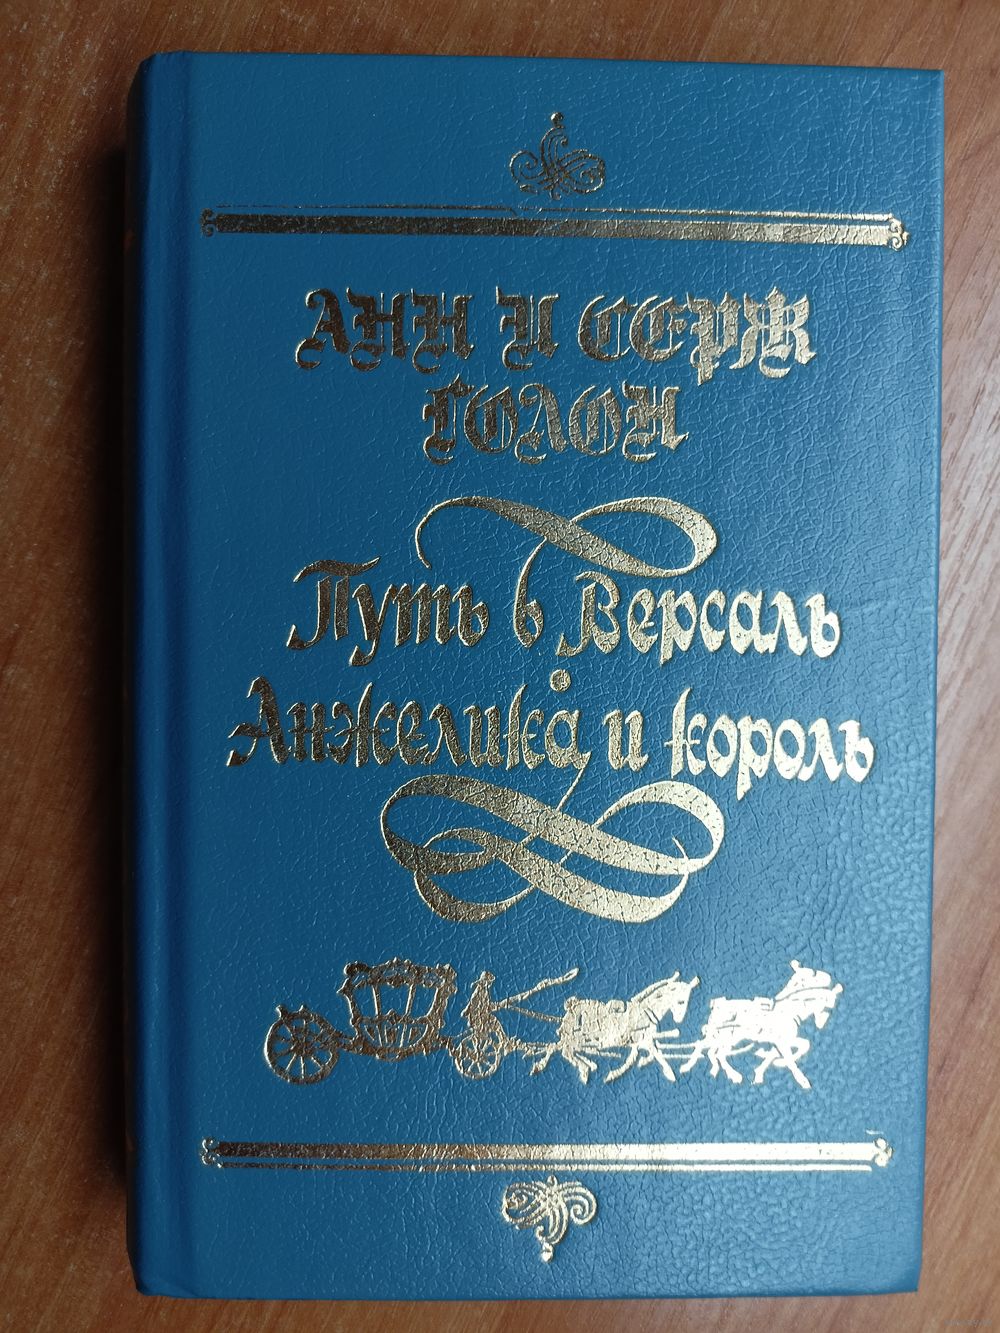 АНН И СЕРЖ
ГОЛОН
Путь в Версаль
Анжелика и король